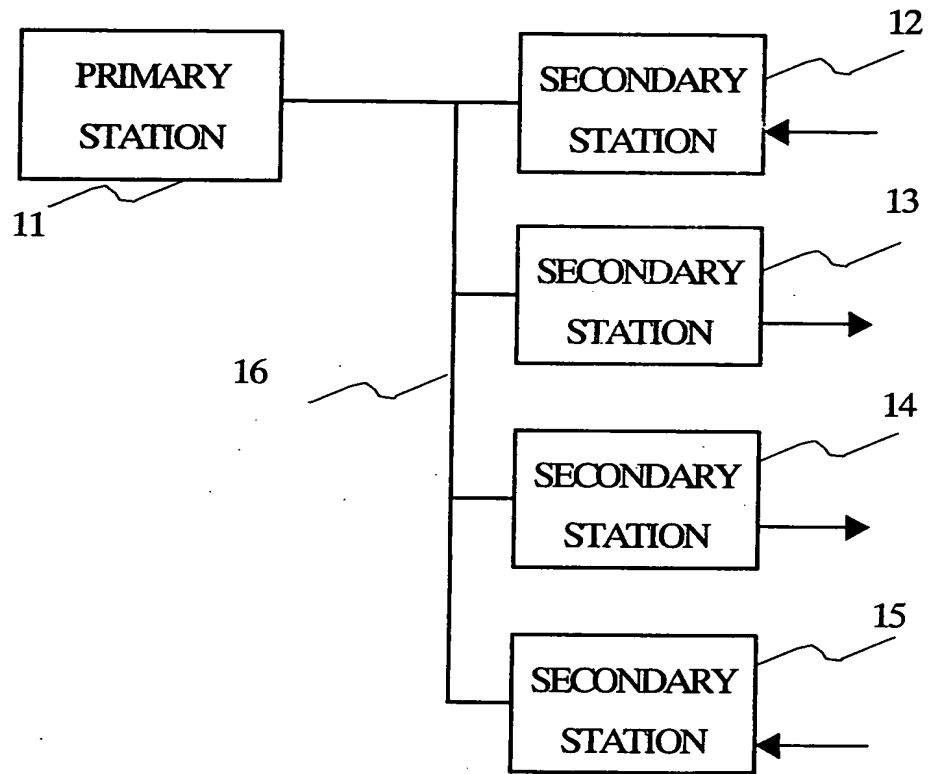 PRIMARY
STATION
11
12
SECONDARY
STATION
13
SECONDARY
STATION
16
14
SECONDARY
STATION
15
SECONDARY
STATION